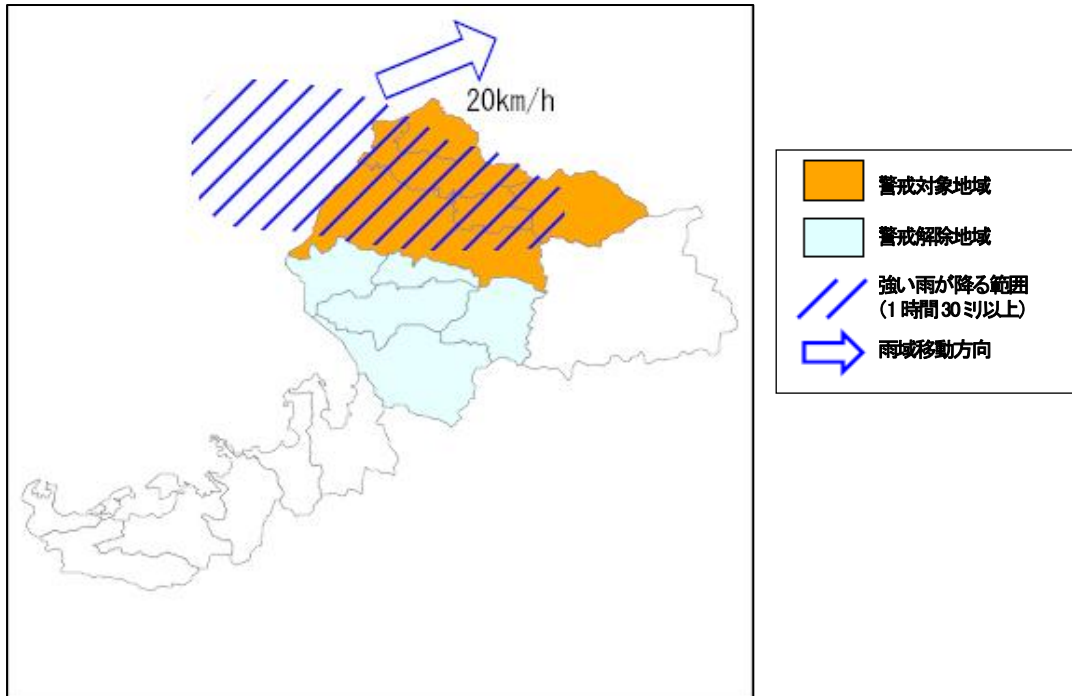 20km/h
警戒対象地域
警戒解除地域
強い雨が降る範囲
(1時間30ミリ以上)
雨域移動方向